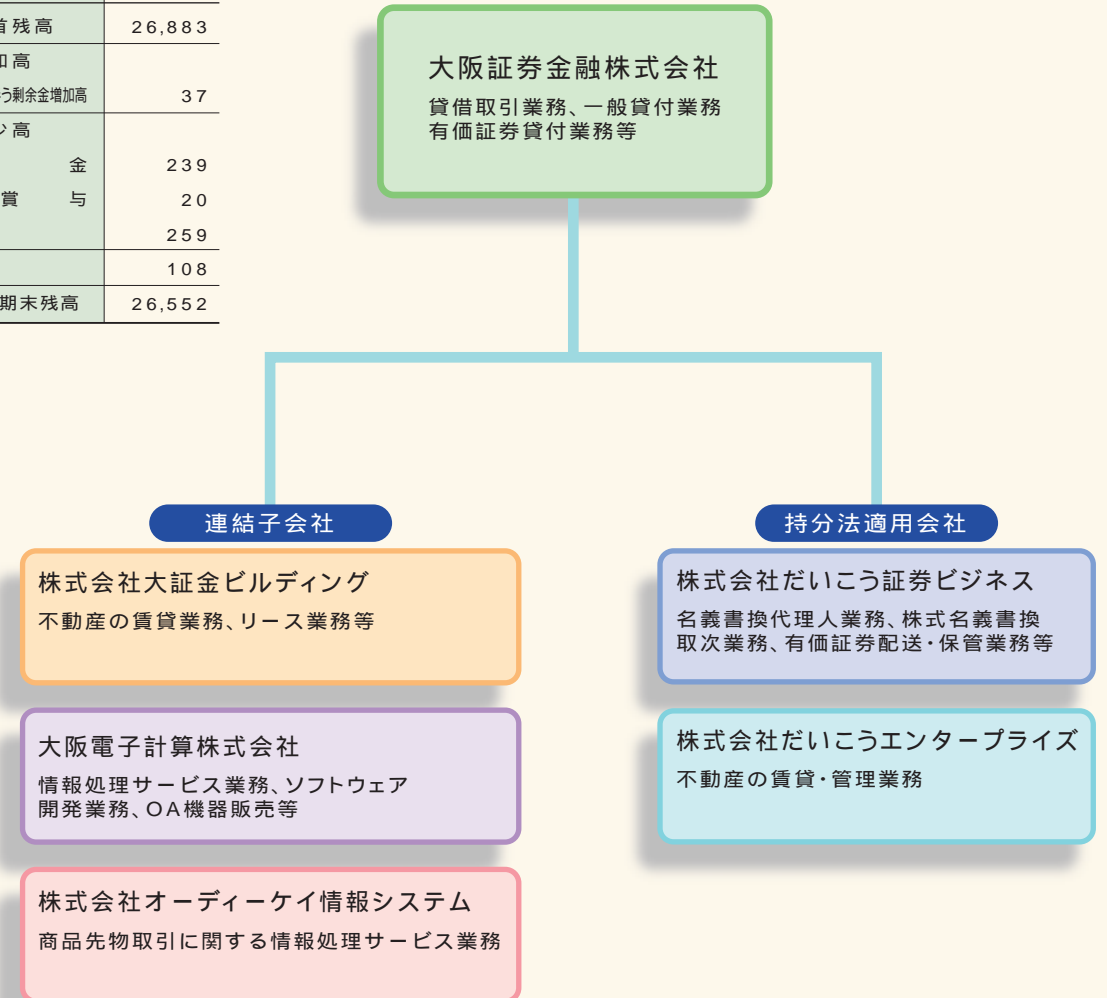 首残高 26,883
加高
う剰余金増加高 37
少高
金 239
賞与 20
259
108
期末残高 26,552
大阪証券金融株式会社
貸借取引業務、一般貸付業務
有価証券貸付業務等
連結子会社
株式会社大証金ビルディング
不動産の賃貸業務、リース業務等
大阪電子計算株式会社
情報処理サービス業務、ソフトウェア
開発業務、OA機器販売等
株式会社オーディーケイ情報システム
商品先物取引に関する情報処理サービス業務
持分法適用会社
株式会社だいこう証券ビジネス
名義書換代理人業務、株式名義書換
取次業務、有価証券配送・保管業務等
株式会社だいこうエンタープライズ
不動産の賃貸・管理業務